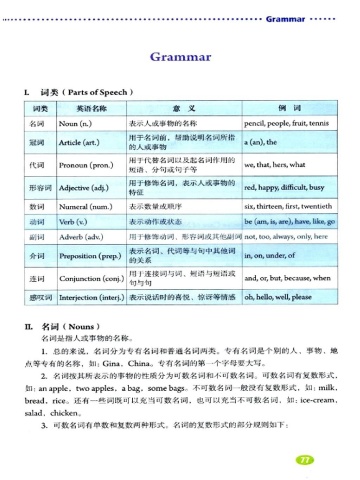 Grammar
Grammar
I. 词类 ( Parts of Speech )
词类 英语名称 意 义 例 词
名词 Noun (n.) 表示人或事物的名称 pencil, people, fruit, tennis
冠词 Article (art.) 用于名词前，帮助说明名词所指的人或事物 a (an), the
代词 Pronoun (pron.) 用于代替名词以及起名词作用的短语、分句或句子等 we, that, hers, what
形容词 Adjective (adj.) 用于修饰名词，表示人或事物的特征 red, happy, difficult, busy
数词 Numeral (num.) 表示数量或顺序 six, thirteen, first, twentieth
动词 Verb (v.) 表示动作或状态 be (am, is, are), have, like, go
副词 Adverb (adv.) 用于修饰动词、形容词或其他副词 not, too, always, only, here
介词 Preposition (prep.) 表示名词、代词等与句中其他词的关系 in, on, under, of
连词 Conjunction (conj.) 用于连接词与词、短语与短语或句与句 and, or, but, because, when
感叹词 Interjection (interj.) 表示说话时的喜悦、惊讶等情感 oh, hello, well, please
II. 名词 ( Nouns )
名词是指人或事物的名称。
1. 总的来说，名词分为专有名词和普通名词两类。专有名词是个别的人、事物、地
点等专有的名称，如：Gina，China。专有名词的第一个字母要大写。
2. 名词按其所表示的事物的性质分为可数名词和不可数名词。可数名词有复数形式，
如: an apple，two apples，a bag，some bags。不可数名词一般没有复数形式，如：milk，
bread，rice。还有一些词既可以充当可数名词，也可以充当不可数名词，如：ice-cream，
salad，chicken。
3. 可数名词有单数和复数两种形式。名词的复数形式的部分规则如下：
77